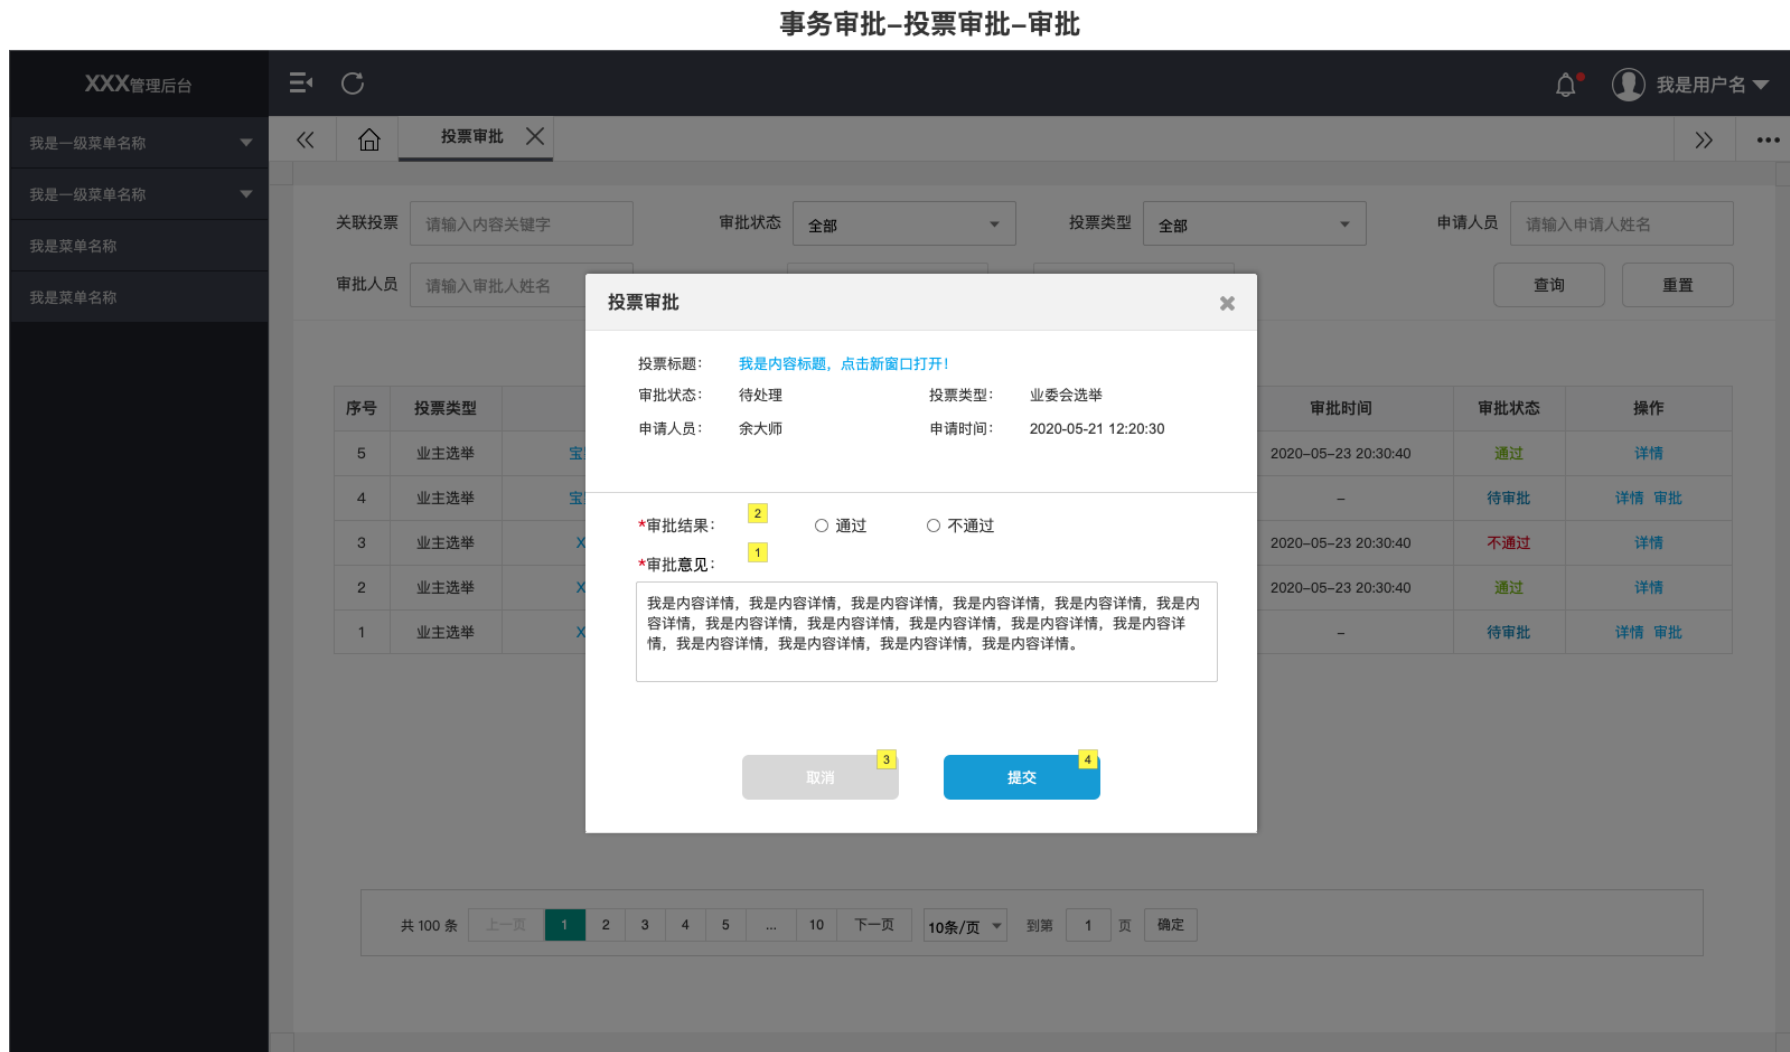 事务审批–投票审批–审批
XXX管理后台
我是用户名
我是一级菜单名称
投票审批
我是一级菜单名称
我是菜单名称
我是菜单名称
关联投票 请输入内容关键字 审批状态 全部 投票类型 全部 申请人员 请输入申请人姓名
审批人员 请输入审批人姓名 查询 重置
投票审批
投票标题： 我是内容标题，点击新窗口打开！
审批状态： 待处理 投票类型： 业委会选举
申请人员： 余大师 申请时间： 2020-05-21 12:20:30
*审批结果： 2 通过 不通过
*审批意见： 1
我是内容详情，我是内容详情，我是内容详情，我是内容详情，我是内容详情，我是内
容详情，我是内容详情，我是内容详情，我是内容详情，我是内容详情，我是内容详
情，我是内容详情，我是内容详情，我是内容详情，我是内容详情。
取消 3 提交 4
序号 投票类型 审批时间 审批状态 操作
5 业主选举 宝 2020–05–23 20:30:40 通过 详情
4 业主选举 宝 – 待审批 详情 审批
3 业主选举 X 2020–05–23 20:30:40 不通过 详情
2 业主选举 X 2020–05–23 20:30:40 通过 详情
1 业主选举 X – 待审批 详情 审批
共 100 条 上一页 1 2 3 4 5 ... 10 下一页 10条/页 到第 1 页 确定